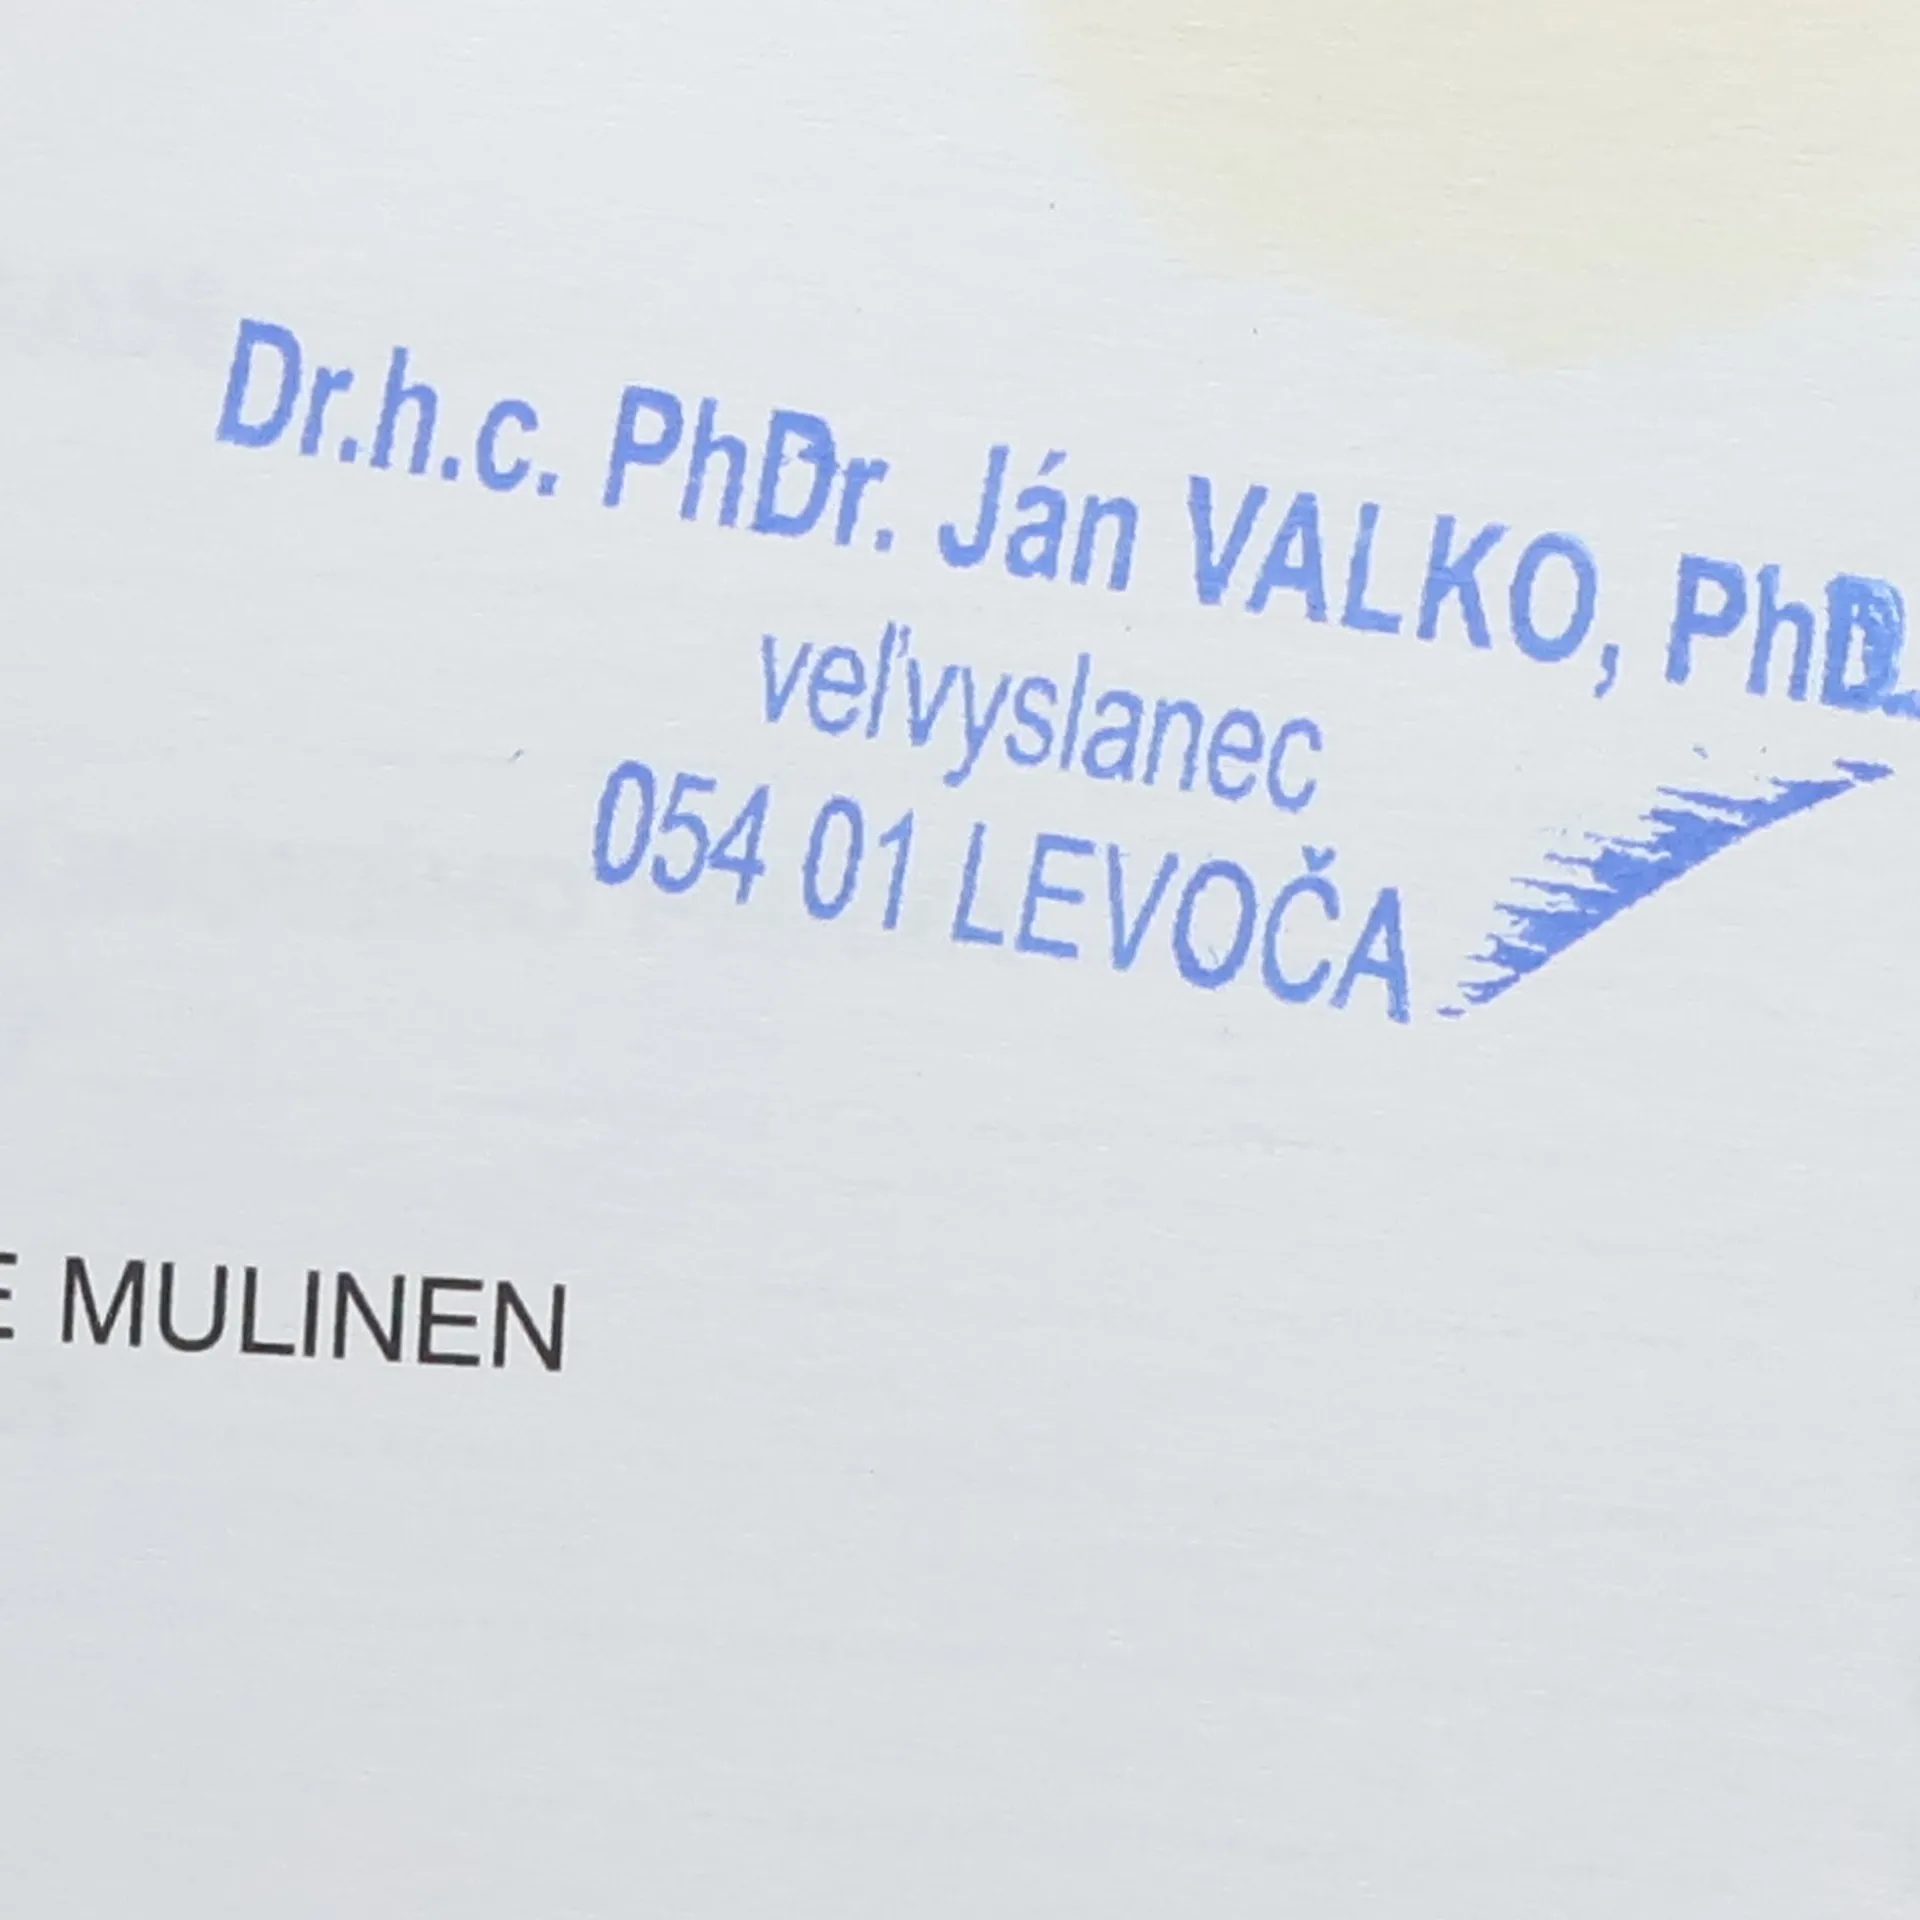 Dr.h.c. PhDr. Ján VALKO, PhD.
veľvyslanec
054 01 LEVOČA
MULINEN